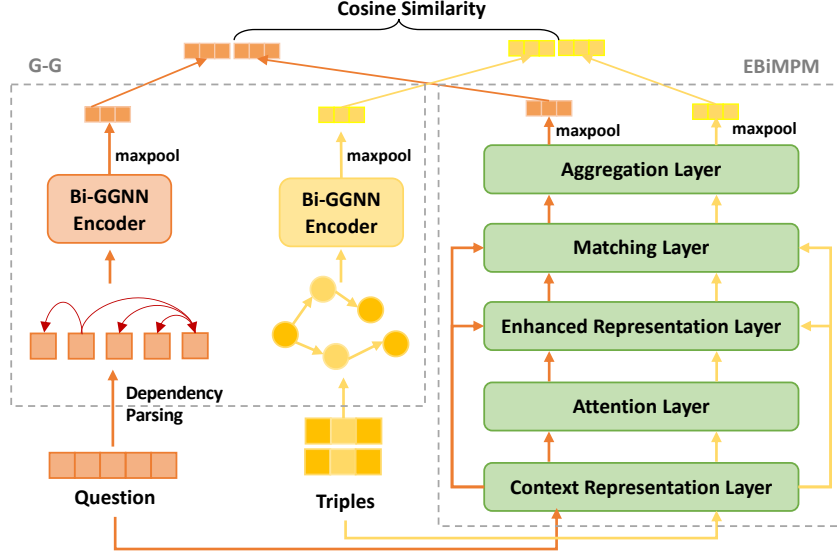 Cosine Similarity
G-G
EBiMPM
maxpool
maxpool
maxpool
maxpool
Bi-GGNN
Encoder
Bi-GGNN
Encoder
Aggregation Layer
Matching Layer
Enhanced Representation Layer
Attention Layer
Context Representation Layer
Dependency
Parsing
Question
Triples